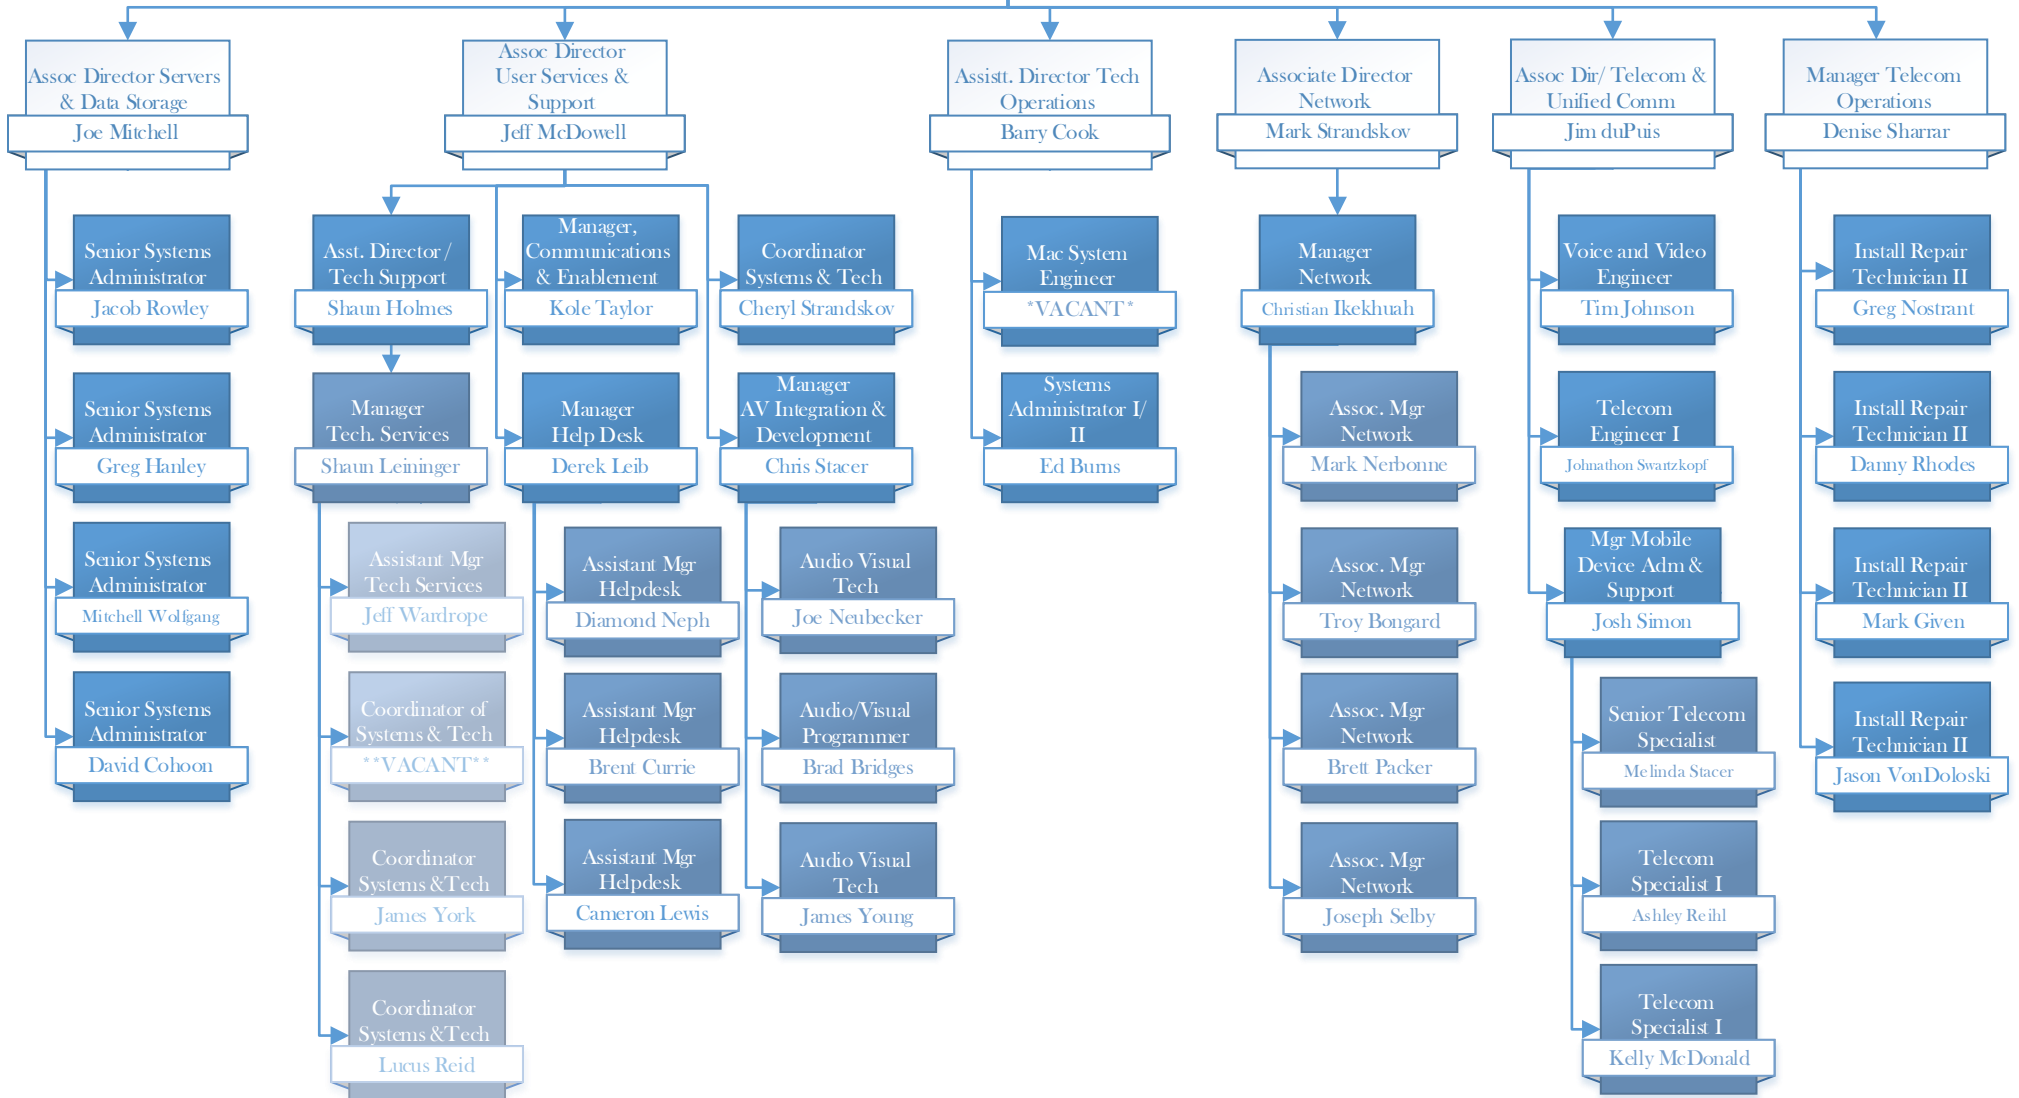 Assoc Director Servers
& Data Storage
Joe Mitchell
Assoc Director
User Services &
Support
Jeff McDowell
Assistt. Director Tech
Operations
Barry Cook
Associate Director
Network
Mark Strandskov
Assoc Dir/ Telecom &
Unified Comm
Jim duPuis
Manager Telecom
Operations
Denise Sharrar
Senior Systems
Administrator
Jacob Rowley
Senior Systems
Administrator
Greg Hanley
Senior Systems
Administrator
Mitchell Wolfgang
Senior Systems
Administrator
David Cohoon
Asst. Director /
Tech Support
Shaun Holmes
Manager
Tech. Services
Shaun Leininger
Assistant Mgr
Tech Services
Jeff Wardrope
Coordinator of
Systems & Tech
**VACANT**
Coordinator
Systems &Tech
James York
Coordinator
Systems &Tech
Lucus Reid
Manager,
Communications
& Enablement
Kole Taylor
Manager
Help Desk
Derek Leib
Assistant Mgr
Helpdesk
Diamond Neph
Assistant Mgr
Helpdesk
Brent Currie
Assistant Mgr
Helpdesk
Cameron Lewis
Coordinator
Systems & Tech
Cheryl Strandskov
Manager
AV Integration &
Development
Chris Stacer
Audio Visual
Tech
Joe Neubecker
Audio/Visual
Programmer
Brad Bridges
Audio Visual
Tech
James Young
Mac System
Engineer
*VACANT*
Systems
Administrator I/
II
Ed Burns
Manager
Network
Christian Ikekhuah
Assoc. Mgr
Network
Mark Nerbonne
Assoc. Mgr
Network
Troy Bongard
Assoc. Mgr
Network
Brett Packer
Assoc. Mgr
Network
Joseph Selby
Voice and Video
Engineer
Tim Johnson
Telecom
Engineer I
Johnathon Swartzkopf
Mgr Mobile
Device Adm &
Support
Josh Simon
Senior Telecom
Specialist
Melinda Stacer
Telecom
Specialist I
Ashley Reihl
Telecom
Specialist I
Kelly McDonald
Install Repair
Technician II
Greg Nostrant
Install Repair
Technician II
Danny Rhodes
Install Repair
Technician II
Mark Given
Install Repair
Technician II
Jason VonDoloski